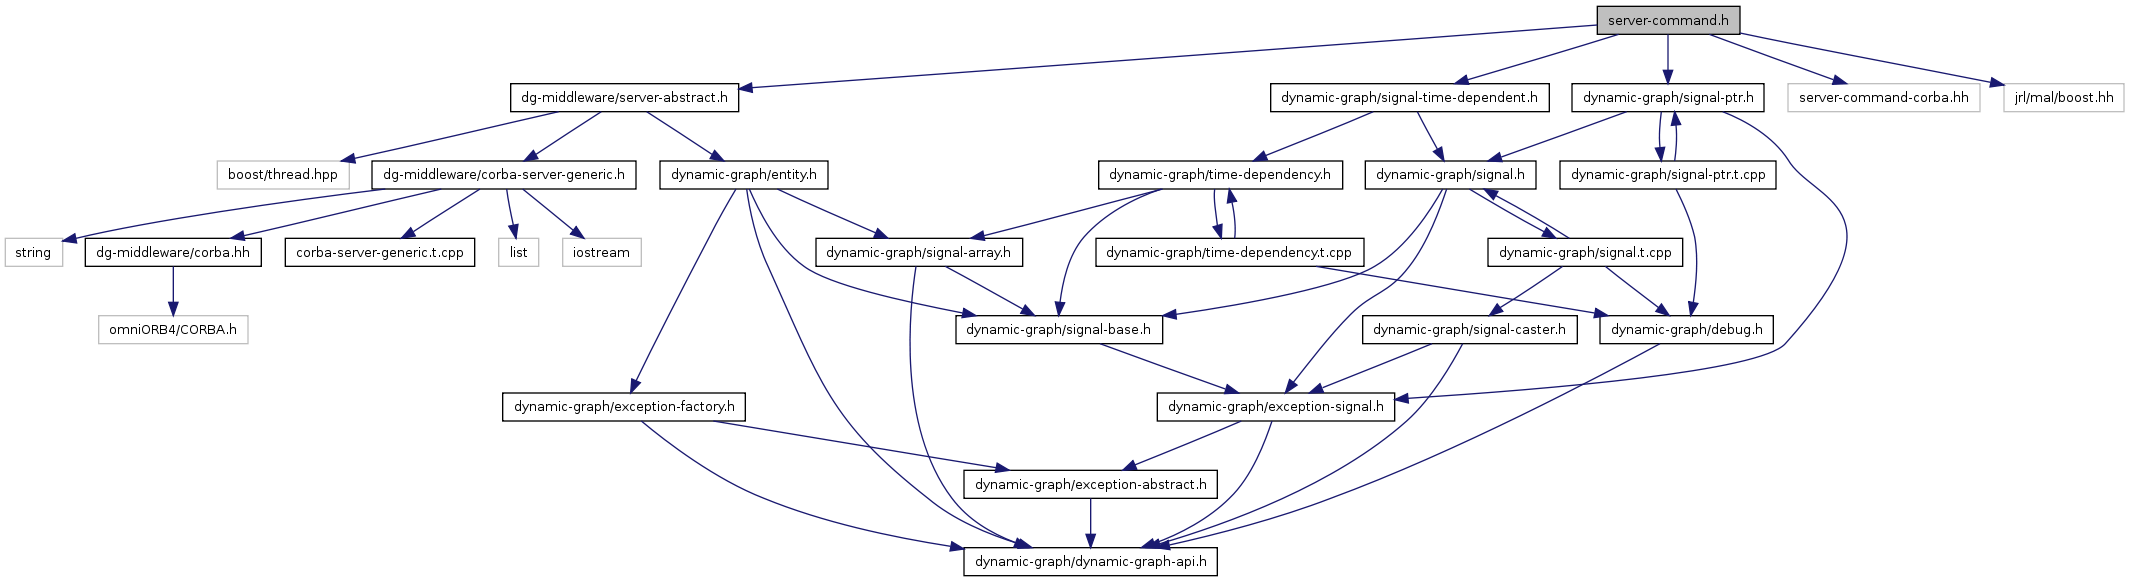 server-command.h
dg-middleware/server-abstract.h
dynamic-graph/signal-time-dependent.h
dynamic-graph/signal-ptr.h
server-command-corba.hh
jrl/mal/boost.hh
boost/thread.hpp
dg-middleware/corba-server-generic.h
dynamic-graph/entity.h
dynamic-graph/time-dependency.h
dynamic-graph/signal.h
dynamic-graph/signal-ptr.t.cpp
string
dg-middleware/corba.hh
corba-server-generic.t.cpp
list
iostream
dynamic-graph/signal-array.h
dynamic-graph/time-dependency.t.cpp
dynamic-graph/signal.t.cpp
omniORB4/CORBA.h
dynamic-graph/signal-base.h
dynamic-graph/signal-caster.h
dynamic-graph/debug.h
dynamic-graph/exception-factory.h
dynamic-graph/exception-signal.h
dynamic-graph/exception-abstract.h
dynamic-graph/dynamic-graph-api.h